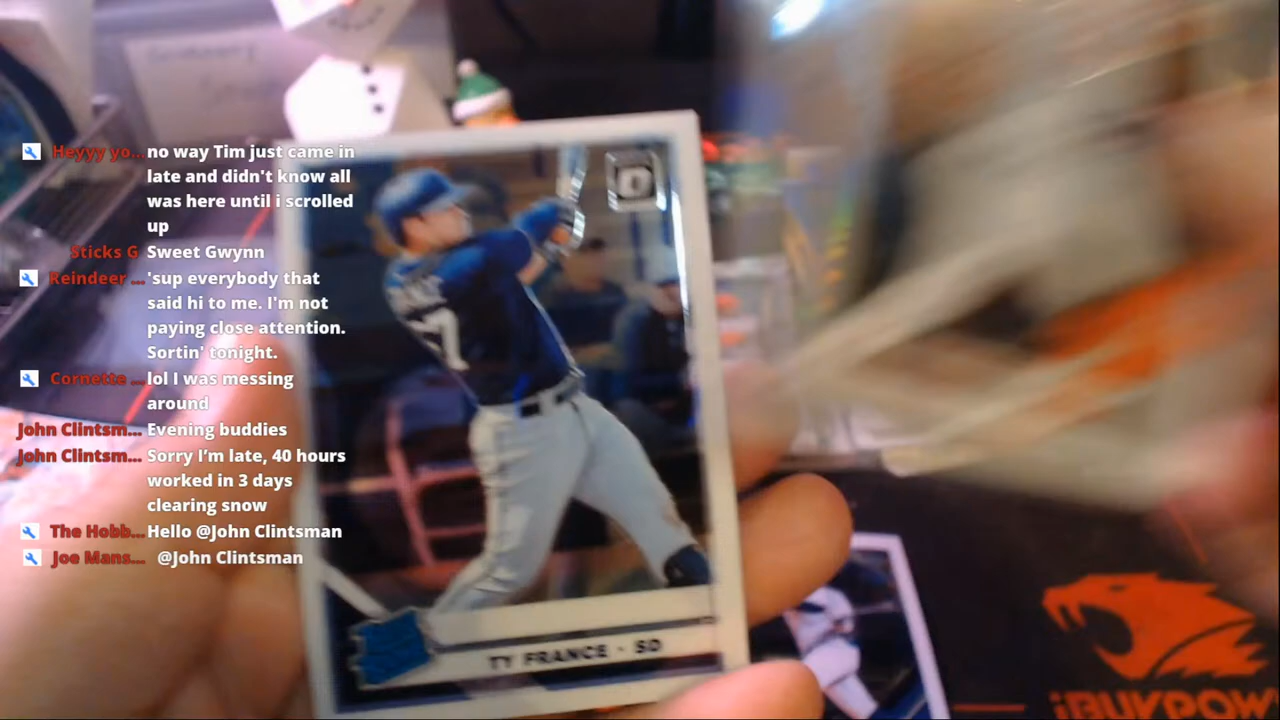 Heyyy yo... no way Tim just came in
late and didn't know all
was here until i scrolled
up
Sticks G Sweet Gwynn
Reindeer ... 'sup everybody that
said hi to me. I'm not
paying close attention.
Sortin' tonight.
Cornette ... lol I was messing
around
John Clintsm... Evening buddies
John Clintsm... Sorry I'm late, 40 hours
worked in 3 days
clearing snow
The Hobb... Hello @John Clintsman
Joe Mans... @John Clintsman
O
7
TY FRANCE · SD
iBUYPOW